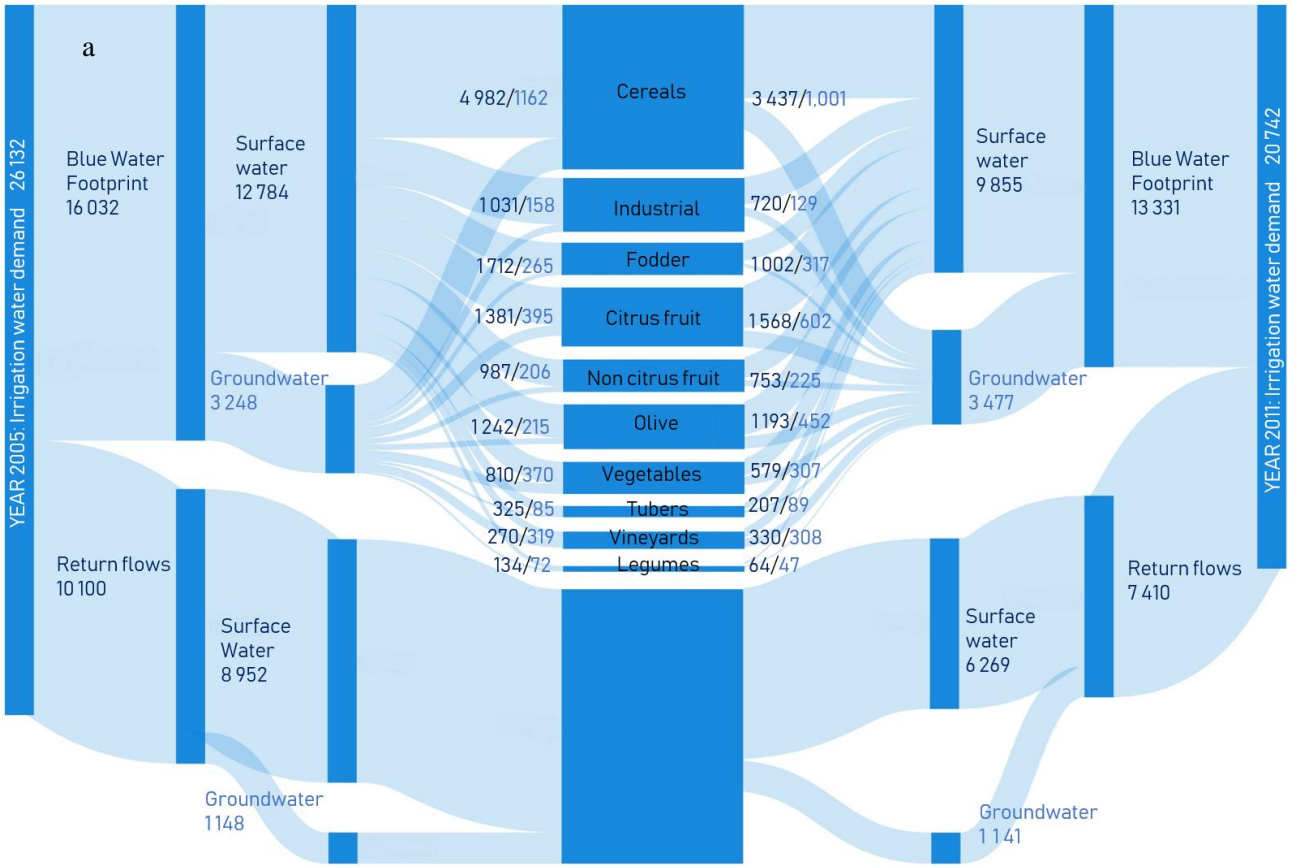 a
YEAR 2005: Irrigation water demand 26 132
Blue Water
Footprint
16 032
Surface
water
12 784
Groundwater
3 248
Return flows
10 100
Surface
Water
8 952
Groundwater
1 148
4 982/1162
Cereals
3 437/1,001
1 031/158
Industrial
720/129
1 712/265
Fodder
1 002/317
1 381/395
Citrus fruit
1 568/602
987/206
Non citrus fruit
753/225
1 242/215
Olive
1193/452
810/370
Vegetables
579/307
325/85
Tubers
207/89
270/319
Vineyards
330/308
134/72
Legumes
64/47
Surface
water
9 855
Blue Water
Footprint
13 331
Groundwater
3 477
Surface
water
6 269
Return flows
7 410
Groundwater
1 141
YEAR 2011: Irrigation water demand 20 742